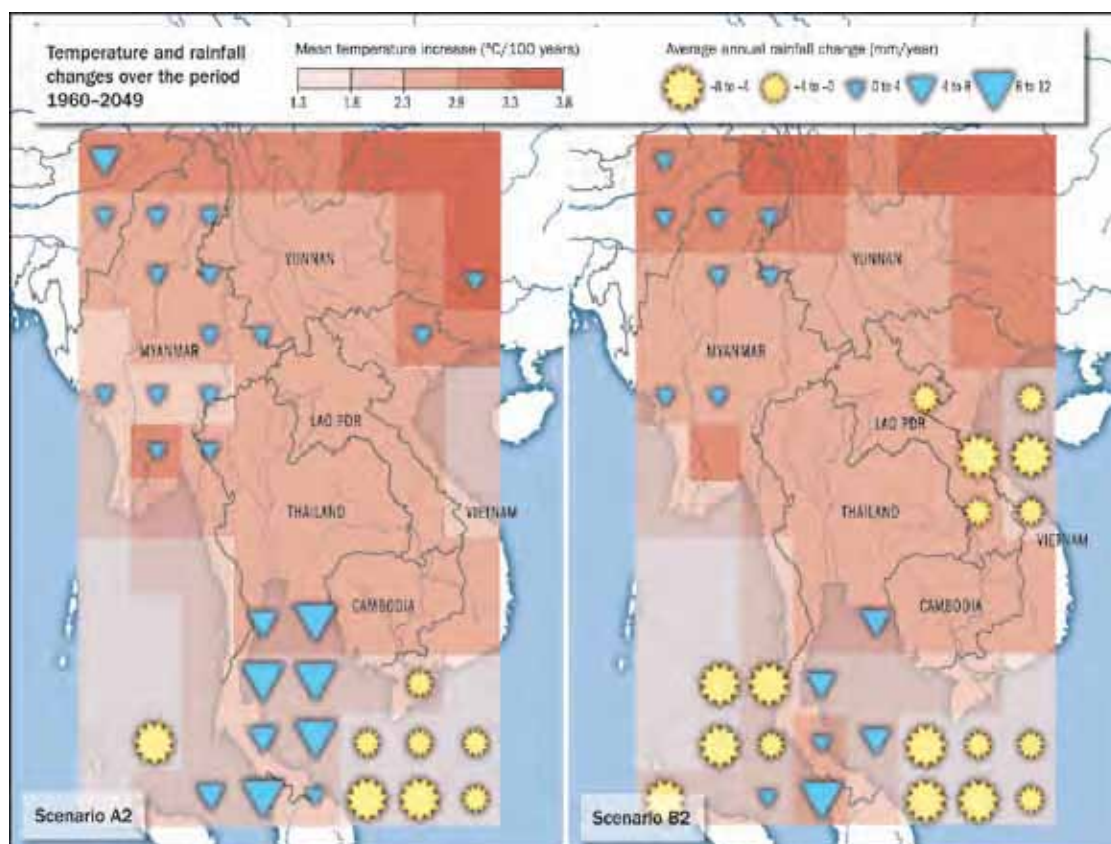 Temperature and rainfall
changes over the period
1960–2049
Mean temperature increase (°C/100 years)
1.3 1.8 2.3 2.8 3.3 3.8
Average annual rainfall change (mm/year)
-8 to -4
-4 to -0
0 to 4
4 to 8
8 to 12
YUNNAN
MYANMAR
LAO PDR
THAILAND
VIETNAM
CAMBODIA
Scenario A2
YUNNAN
MYANMAR
LAO PDR
THAILAND
VIETNAM
CAMBODIA
Scenario B2